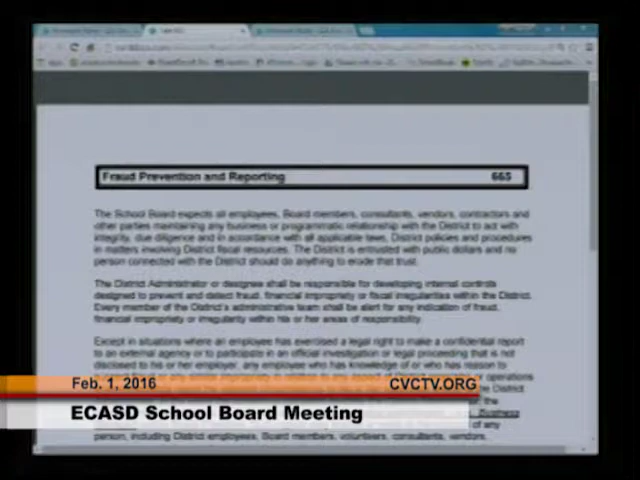 Fraud Prevention and Reporting 665
The School Board expects all employees, Board members, consultants, vendors, contractors and
other parties maintaining any business or programmatic relationship with the District to act with
integrity, due diligence and in accordance with all applicable laws, District policies and procedures
in matters involving District fiscal resources. The District is entrusted with public dollars and no
person connected with the District should do anything to erode that trust.
The District Administrator or designee shall be responsible for developing internal controls
designed to prevent and detect fraud, financial impropriety or fiscal irregularities within the District.
Every member of the District's administrative team shall be alert for any indication of fraud,
financial impropriety or irregularity within his or her areas of responsibility.
Except in situations where an employee has exercised a legal right to make a confidential report
to an external agency or to participate in an official investigation or legal proceeding that is not
disclosed to his or her employer, any employee who has knowledge of or who has reason to
operations
Feb. 1, 2016 CVCTV.ORG
the District
the
ECASD School Board Meeting
Business
of any
person, including District employees, Board members, volunteers, consultants, vendors,